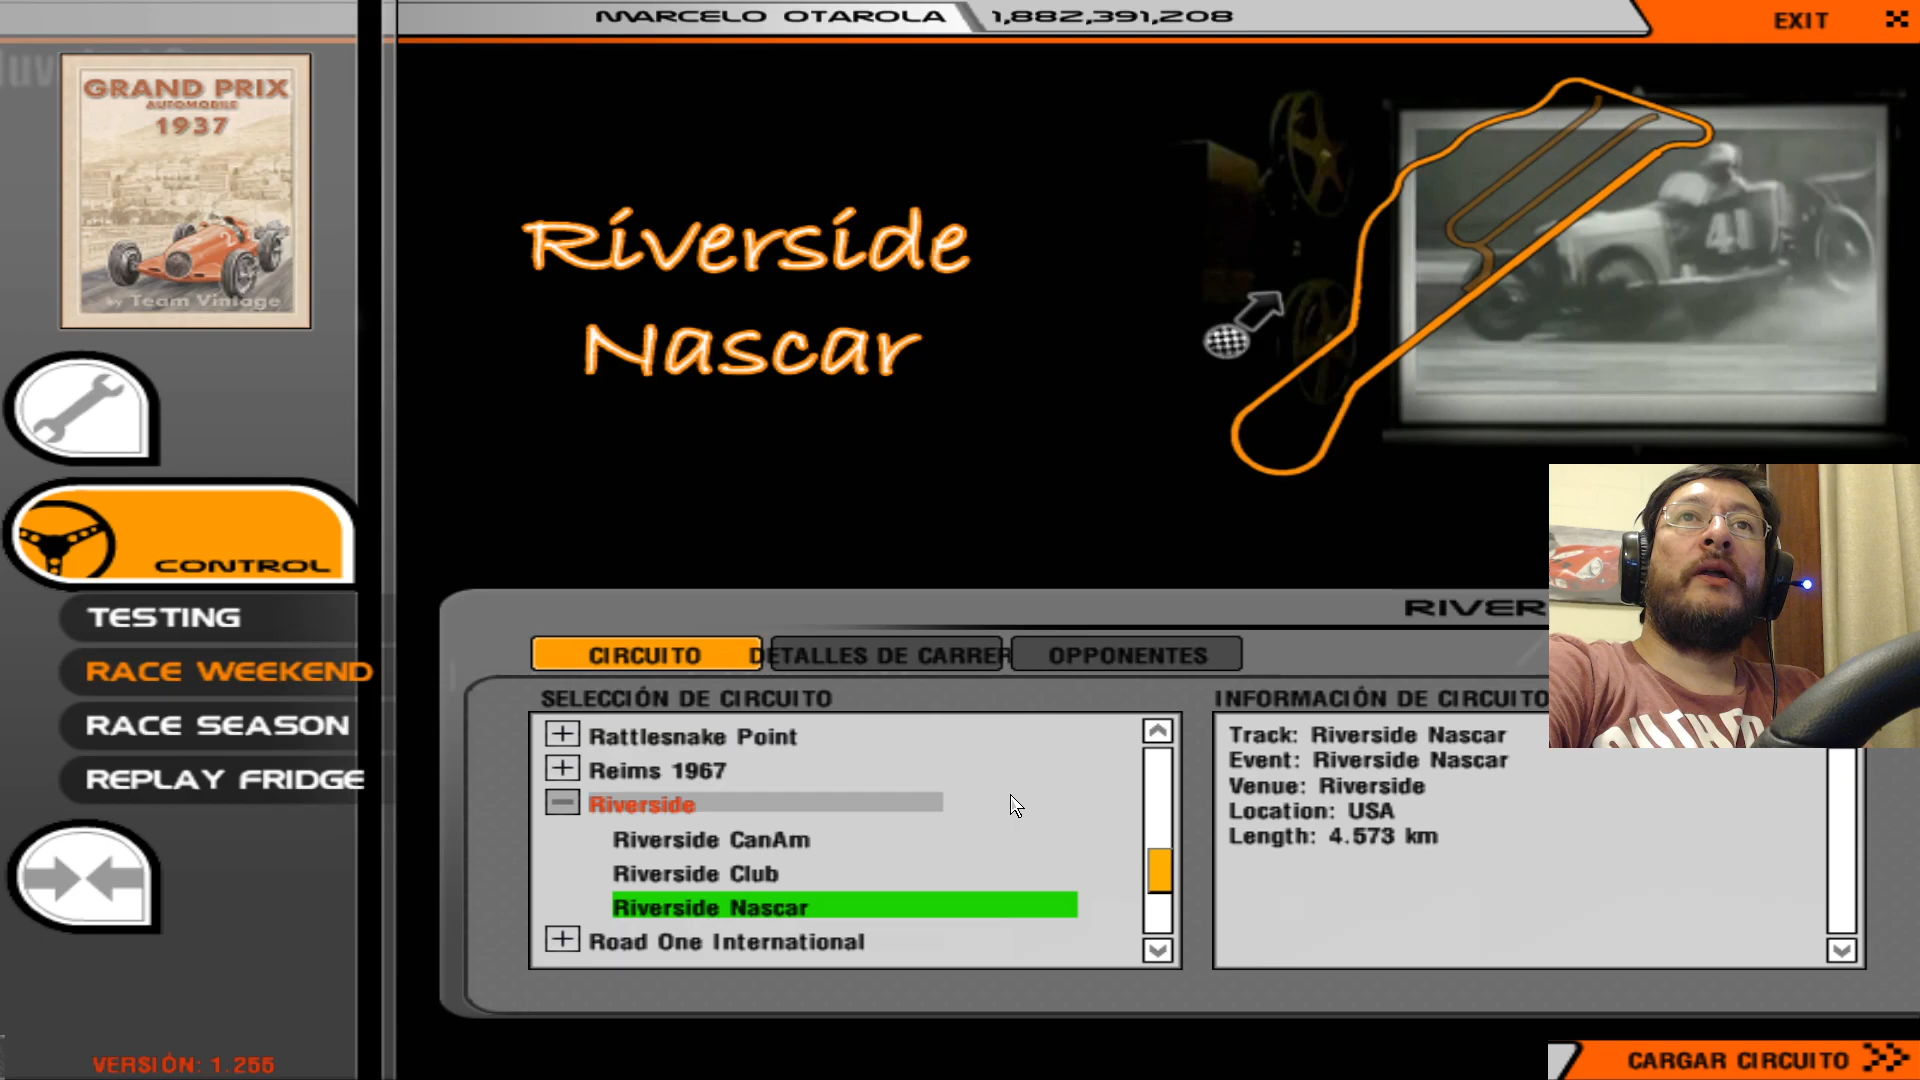 MARCELO OTAROLA
1,882,391,208
EXIT
GRAND PRIX
AUTOMOBILE
1937
2
by Team Vintage
Riverside
Nascar
CONTROL
TESTING
RACE WEEKEND
RACE SEASON
REPLAY FRIDGE
CIRCUITO
DETALLES DE CARRER
OPPONENTES
SELECCIÓN DE CIRCUITO
Rattlesnake Point
Reims 1967
Riverside
Riverside CanAm
Riverside Club
Riverside Nascar
Road One International
INFORMACIÓN DE CIRCUITO
Track: Riverside Nascar
Event: Riverside Nascar
Venue: Riverside
Location: USA
Length: 4.573 km
VERSIÓN: 1.255
CARGAR CIRCUITO